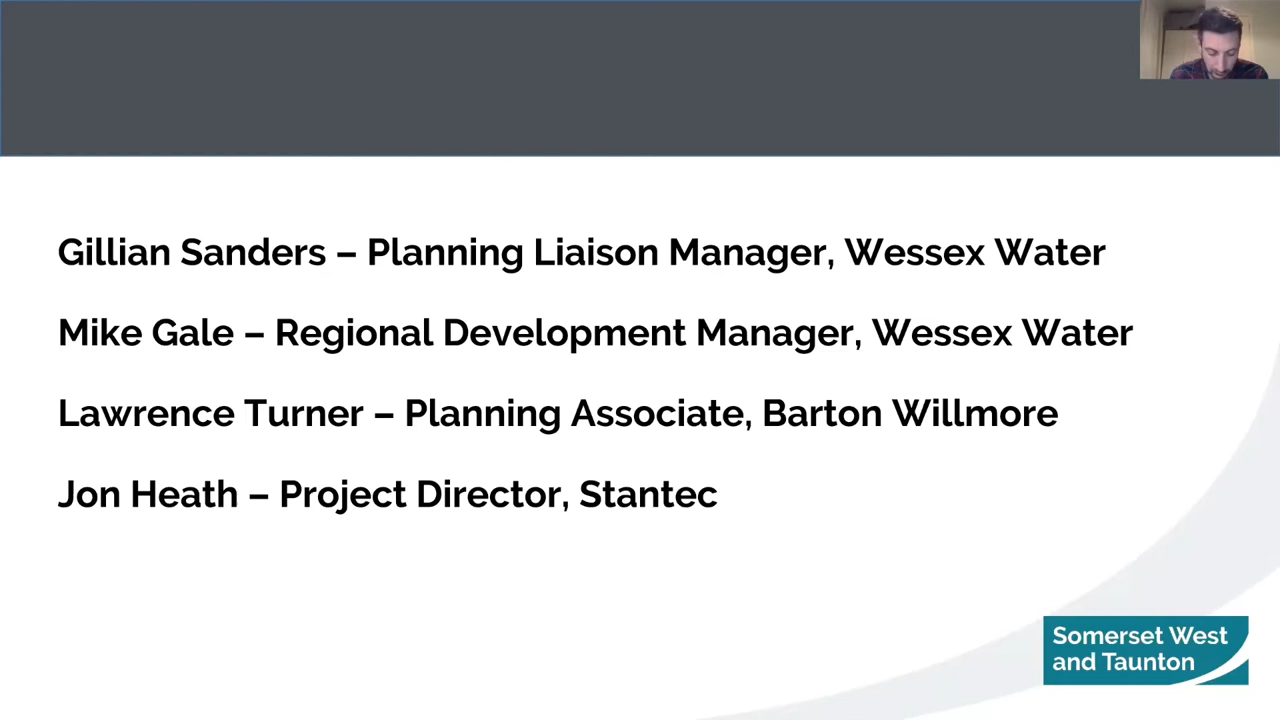 Gillian Sanders – Planning Liaison Manager, Wessex Water
Mike Gale – Regional Development Manager, Wessex Water
Lawrence Turner – Planning Associate, Barton Willmore
Jon Heath – Project Director, Stantec
Somerset West
and Taunton